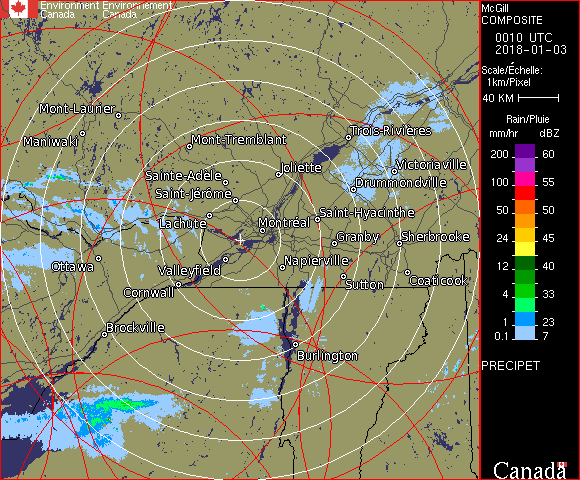 Environment Environnement
Canada Canada
Mont-Laurier
Trois-Rivières
Maniwaki
Mont-Tremblant
Joliette
Victoriaville
Sainte-Adèle
Drummondville
Saint-Jérôme
Saint-Hyacinthe
Lachute
Montréal
Granby
Sherbrooke
Napierville
Ottawa
Valleyfield
Coaticook
Sutton
Cornwall
Brockville
Burlington
McGill
COMPOSITE
0010 UTC
2018-01-03
Scale/Échelle:
1km/Pixel
40 KM
Rain/Pluie
mm/hr dBZ
200 60
100 55
50 50
24 45
12 40
4 33
1 23
0.1 7
PRECIPET
Canada